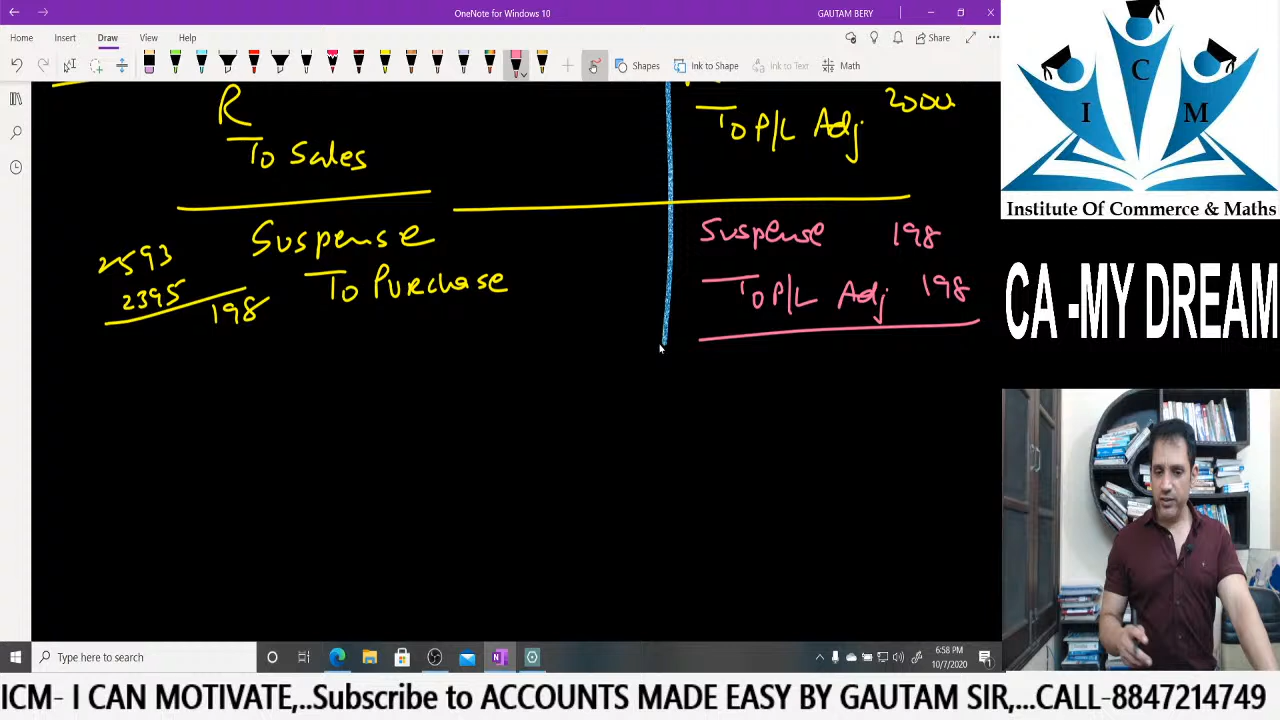 OneNote for Windows 10
GAUTAM BERY
Home Insert Draw View Help
Share
Shapes
Ink to Shape
Ink to Text
Math
R
To Sales
2000
To P/L Adj
2593
2395
198
Suspense
To Purchase
Suspense 198
To P/L Adj 198
I C M
Institute Of Commerce & Maths
CA -MY DREAM
Type here to search
6:58 PM
10/7/2020
ICM- I CAN MOTIVATE,..Subscribe to ACCOUNTS MADE EASY BY GAUTAM SIR,...CALL-8847214749